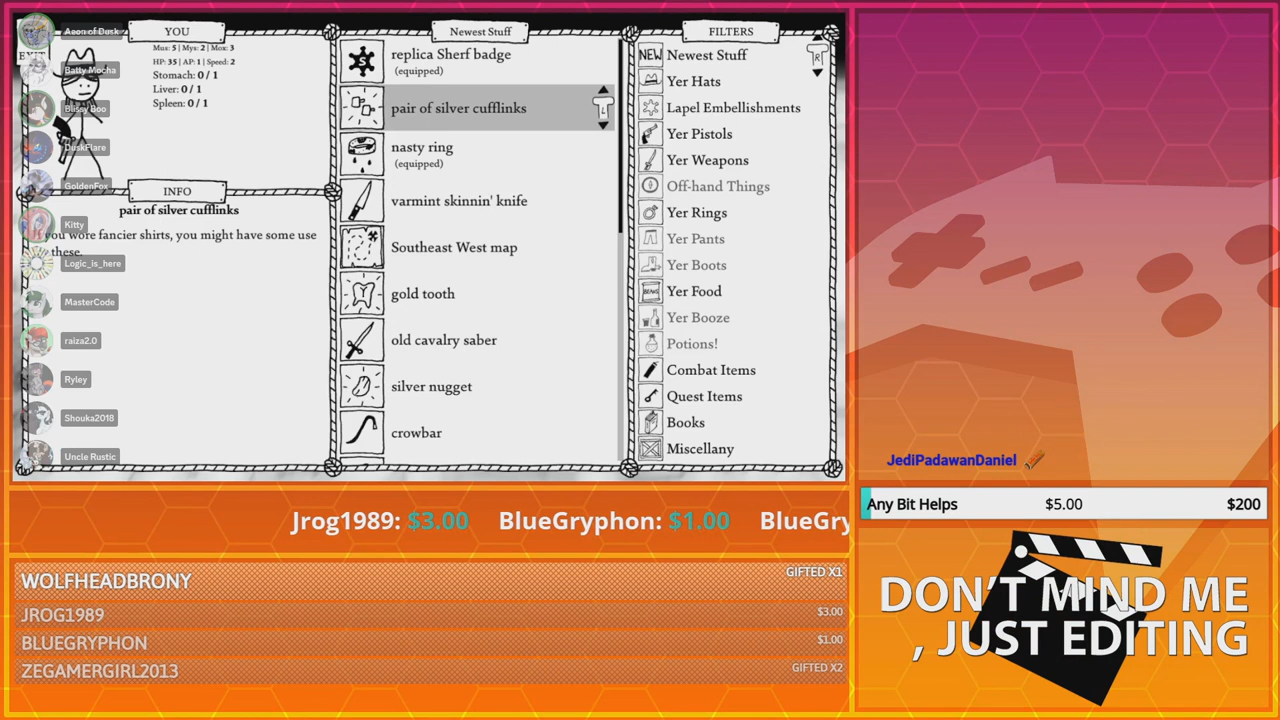 Aeon of Dusk
Batty Mocha
Blissy Boo
DuskFlare
GoldenFox
Kitty
Logic_is_here
MasterCode
raiza2.0
Ryley
Shouka2018
Uncle Rustic
YOU
Mus: 5 | Mys: 2 | Mox: 3
HP: 35 | AP: 1 | Speed: 2
Stomach: 0 / 1
Liver: 0 / 1
Spleen: 0 / 1
INFO
pair of silver cufflinks
you wore fancier shirts, you might have some use
these.
Newest Stuff
replica Sherf badge
(equipped)
pair of silver cufflinks
L
nasty ring
(equipped)
varmint skinnin' knife
Southeast West map
gold tooth
old cavalry saber
silver nugget
crowbar
FILTERS
NEW Newest Stuff
R
Yer Hats
Lapel Embellishments
Yer Pistols
Yer Weapons
Off-hand Things
Yer Rings
Yer Pants
Yer Boots
BEANS Yer Food
Yer Booze
Potions!
Combat Items
Quest Items
Books
Miscellany
Jrog1989: $3.00 BlueGryphon: $1.00 BlueGry
WOLFHEADBRONY GIFTED X1
JROG1989 $3.00
BLUEGRYPHON $1.00
ZEGAMERGIRL2013 GIFTED X2
JediPadawanDaniel
Any Bit Helps $5.00 $200
DON'T MIND ME
, JUST EDITING